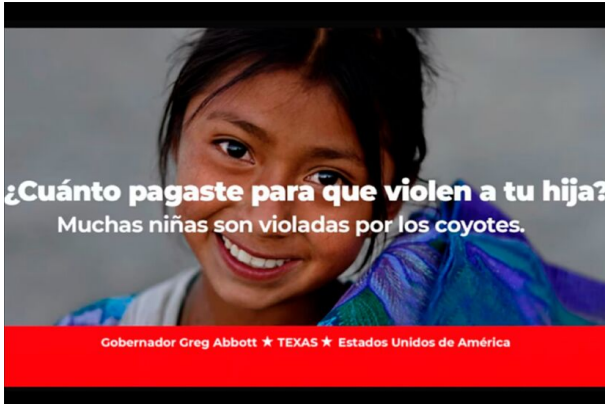 ¿Cuánto pagaste para que violen a tu hija?
Muchas niñas son violadas por los coyotes.
Gobernador Greg Abbott ★ TEXAS ★ Estados Unidos de América